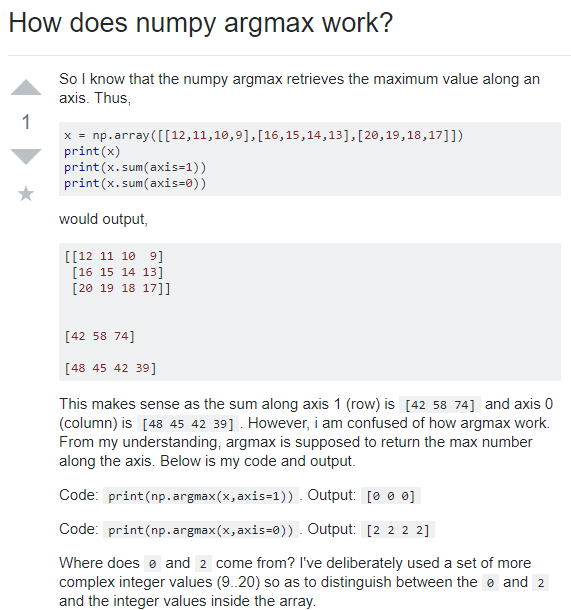 How does numpy argmax work?
So I know that the numpy argmax retrieves the maximum value along an
axis. Thus,
1
x = np.array([[12,11,10,9],[16,15,14,13],[20,19,18,17]])
print(x)
print(x.sum(axis=1))
print(x.sum(axis=0))
would output,
[[12 11 10  9]
 [16 15 14 13]
 [20 19 18 17]]
[42 58 74]
[48 45 42 39]
This makes sense as the sum along axis 1 (row) is [42 58 74] and axis 0
(column) is [48 45 42 39] . However, i am confused of how argmax work.
From my understanding, argmax is supposed to return the max number
along the axis. Below is my code and output.
Code: print(np.argmax(x,axis=1)) . Output: [0 0 0]
Code: print(np.argmax(x,axis=0)) . Output: [2 2 2 2]
Where does 0 and 2 come from? I've deliberately used a set of more
complex integer values (9..20) so as to distinguish between the 0 and 2
and the integer values inside the array.